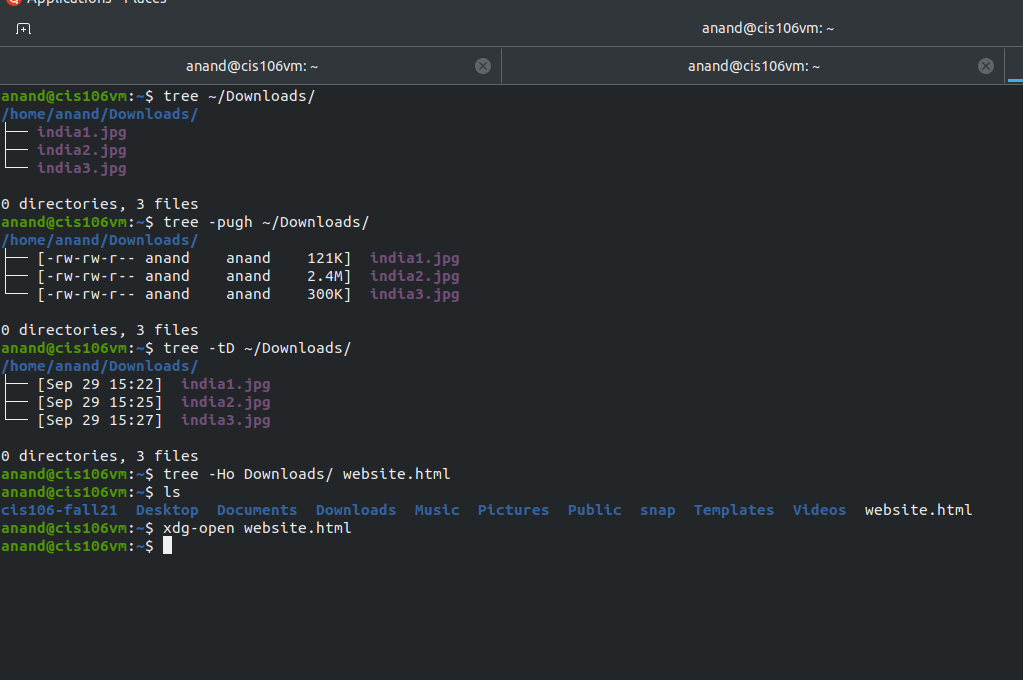 Applications Places
anand@cis106vm: ~
anand@cis106vm: ~ anand@cis106vm: ~
anand@cis106vm:~$ tree ~/Downloads/
/home/anand/Downloads/
├── india1.jpg
├── india2.jpg
└── india3.jpg
0 directories, 3 files
anand@cis106vm:~$ tree -pugh ~/Downloads/
/home/anand/Downloads/
├── [-rw-rw-r-- anand    anand    121K]  india1.jpg
├── [-rw-rw-r-- anand    anand    2.4M]  india2.jpg
└── [-rw-rw-r-- anand    anand    300K]  india3.jpg
0 directories, 3 files
anand@cis106vm:~$ tree -tD ~/Downloads/
/home/anand/Downloads/
├── [Sep 29 15:22]  india1.jpg
├── [Sep 29 15:25]  india2.jpg
└── [Sep 29 15:27]  india3.jpg
0 directories, 3 files
anand@cis106vm:~$ tree -Ho Downloads/ website.html
anand@cis106vm:~$ ls
cis106-fall21  Desktop  Documents  Downloads  Music  Pictures  Public  snap  Templates  Videos  website.html
anand@cis106vm:~$ xdg-open website.html
anand@cis106vm:~$